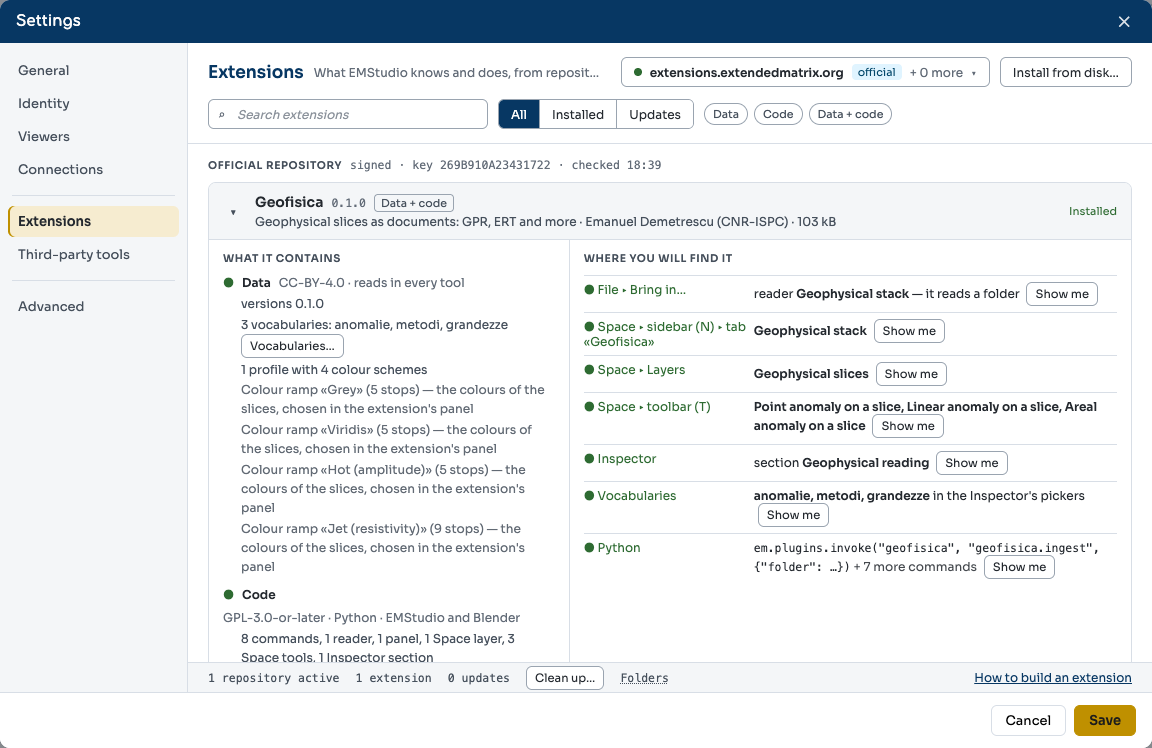 Settings
General
Identity
Viewers
Connections
Extensions
Third-party tools
Advanced
Extensions What EMStudio knows and does, from reposit...
extensions.extendedmatrix.org official + 0 more
Install from disk...
Search extensions
All Installed Updates Data Code Data + code
OFFICIAL REPOSITORY signed · key 269B910A23431722 · checked 18:39
Geofisica 0.1.0 Data + code
Geophysical slices as documents: GPR, ERT and more · Emanuel Demetrescu (CNR-ISPC) · 103 kB
Installed
WHAT IT CONTAINS
Data CC-BY-4.0 · reads in every tool
versions 0.1.0
3 vocabularies: anomalie, metodi, grandezze
Vocabularies...
1 profile with 4 colour schemes
Colour ramp «Grey» (5 stops) — the colours of the
slices, chosen in the extension's panel
Colour ramp «Viridis» (5 stops) — the colours of
the slices, chosen in the extension's panel
Colour ramp «Hot (amplitude)» (5 stops) — the
colours of the slices, chosen in the extension's
panel
Colour ramp «Jet (resistivity)» (9 stops) — the
colours of the slices, chosen in the extension's
panel
Code
GPL-3.0-or-later · Python · EMStudio and Blender
8 commands, 1 reader, 1 panel, 1 Space layer, 3
Space tools, 1 Inspector section
WHERE YOU WILL FIND IT
File ▸ Bring in...
reader Geophysical stack — it reads a folder Show me
Space ▸ sidebar (N) ▸ tab
«Geofisica»
Geophysical stack Show me
Space ▸ Layers
Geophysical slices Show me
Space ▸ toolbar (T)
Point anomaly on a slice, Linear anomaly on a slice, Areal
anomaly on a slice Show me
Inspector
section Geophysical reading Show me
Vocabularies
anomalie, metodi, grandezze in the Inspector's pickers
Show me
Python
em.plugins.invoke("geofisica", "geofisica.ingest",
{"folder": …}) + 7 more commands Show me
1 repository active 1 extension 0 updates Clean up... Folders
How to build an extension
Cancel Save